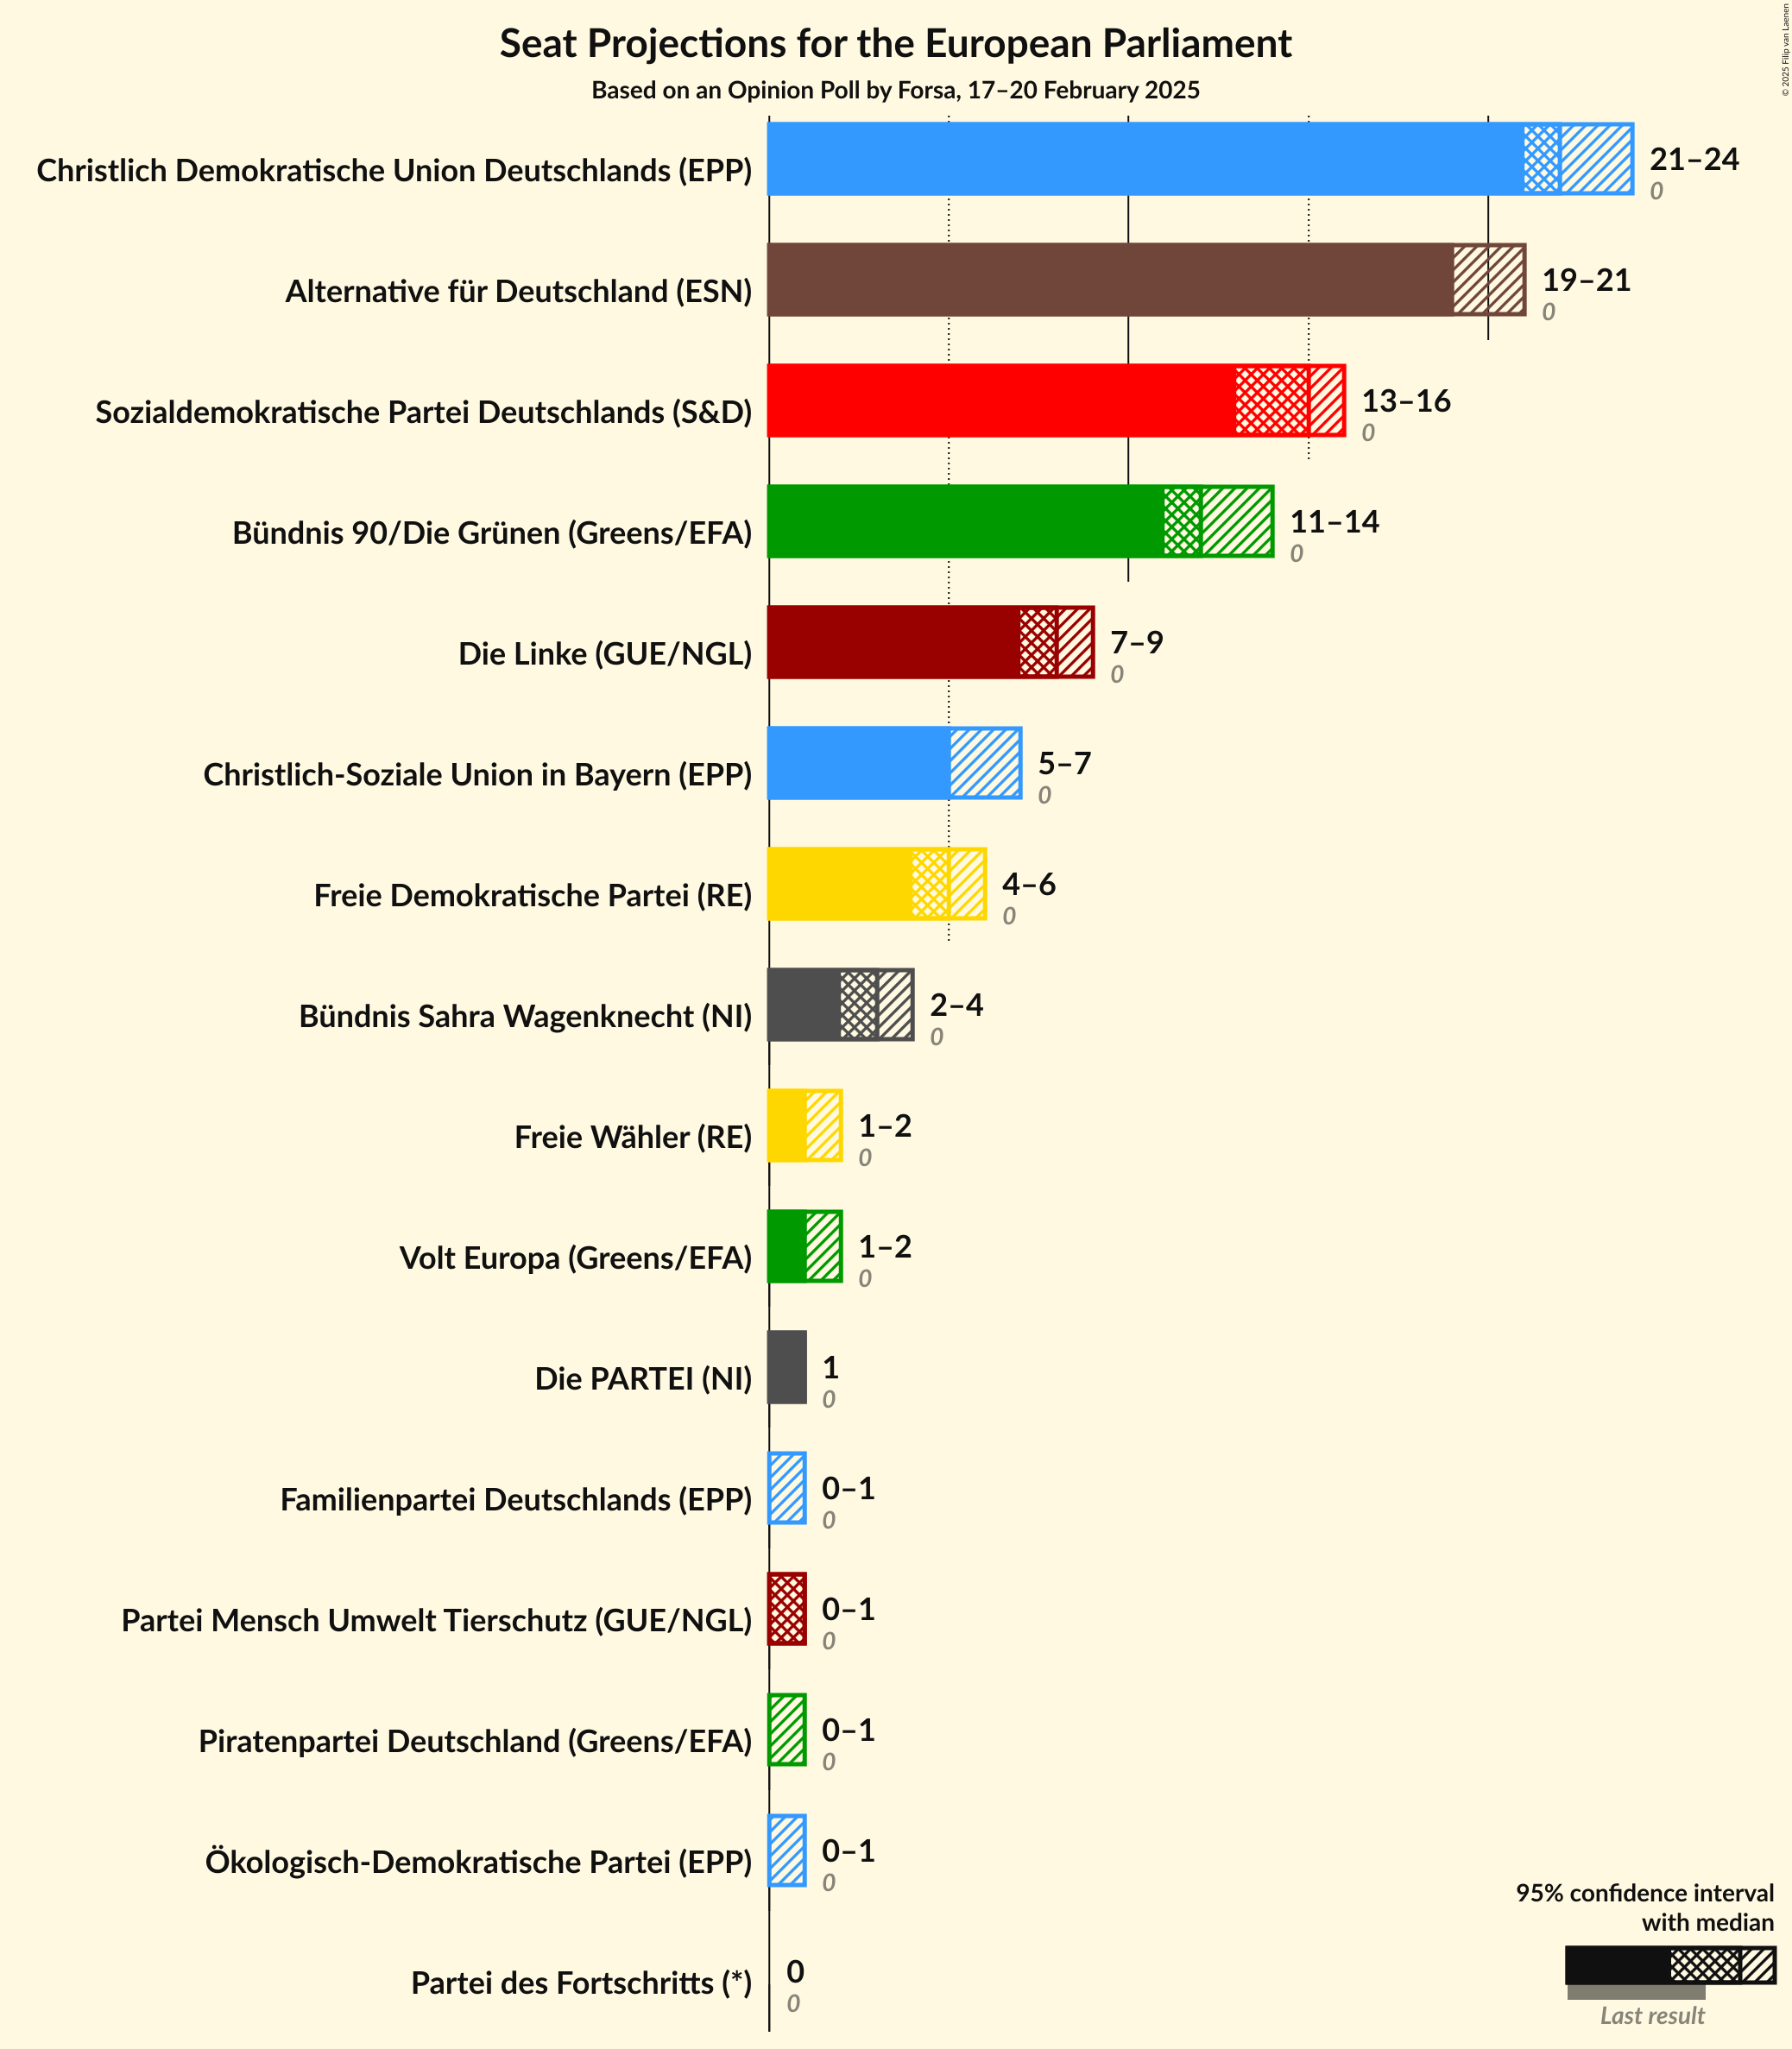 Seat Projections for the European Parliament
Based on an Opinion Poll by Forsa, 17–20 February 2025
© 2025 Filip van Laenen
Christlich Demokratische Union Deutschlands (EPP)
21–24
0
Alternative für Deutschland (ESN)
19–21
0
Sozialdemokratische Partei Deutschlands (S&D)
13–16
0
Bündnis 90/Die Grünen (Greens/EFA)
11–14
0
Die Linke (GUE/NGL)
7–9
0
Christlich-Soziale Union in Bayern (EPP)
5–7
0
Freie Demokratische Partei (RE)
4–6
0
Bündnis Sahra Wagenknecht (NI)
2–4
0
Freie Wähler (RE)
1–2
0
Volt Europa (Greens/EFA)
1–2
0
Die PARTEI (NI)
1
0
Familienpartei Deutschlands (EPP)
0–1
0
Partei Mensch Umwelt Tierschutz (GUE/NGL)
0–1
0
Piratenpartei Deutschland (Greens/EFA)
0–1
0
Ökologisch-Demokratische Partei (EPP)
0–1
0
Partei des Fortschritts (*)
0
0
95% confidence interval
with median
Last result